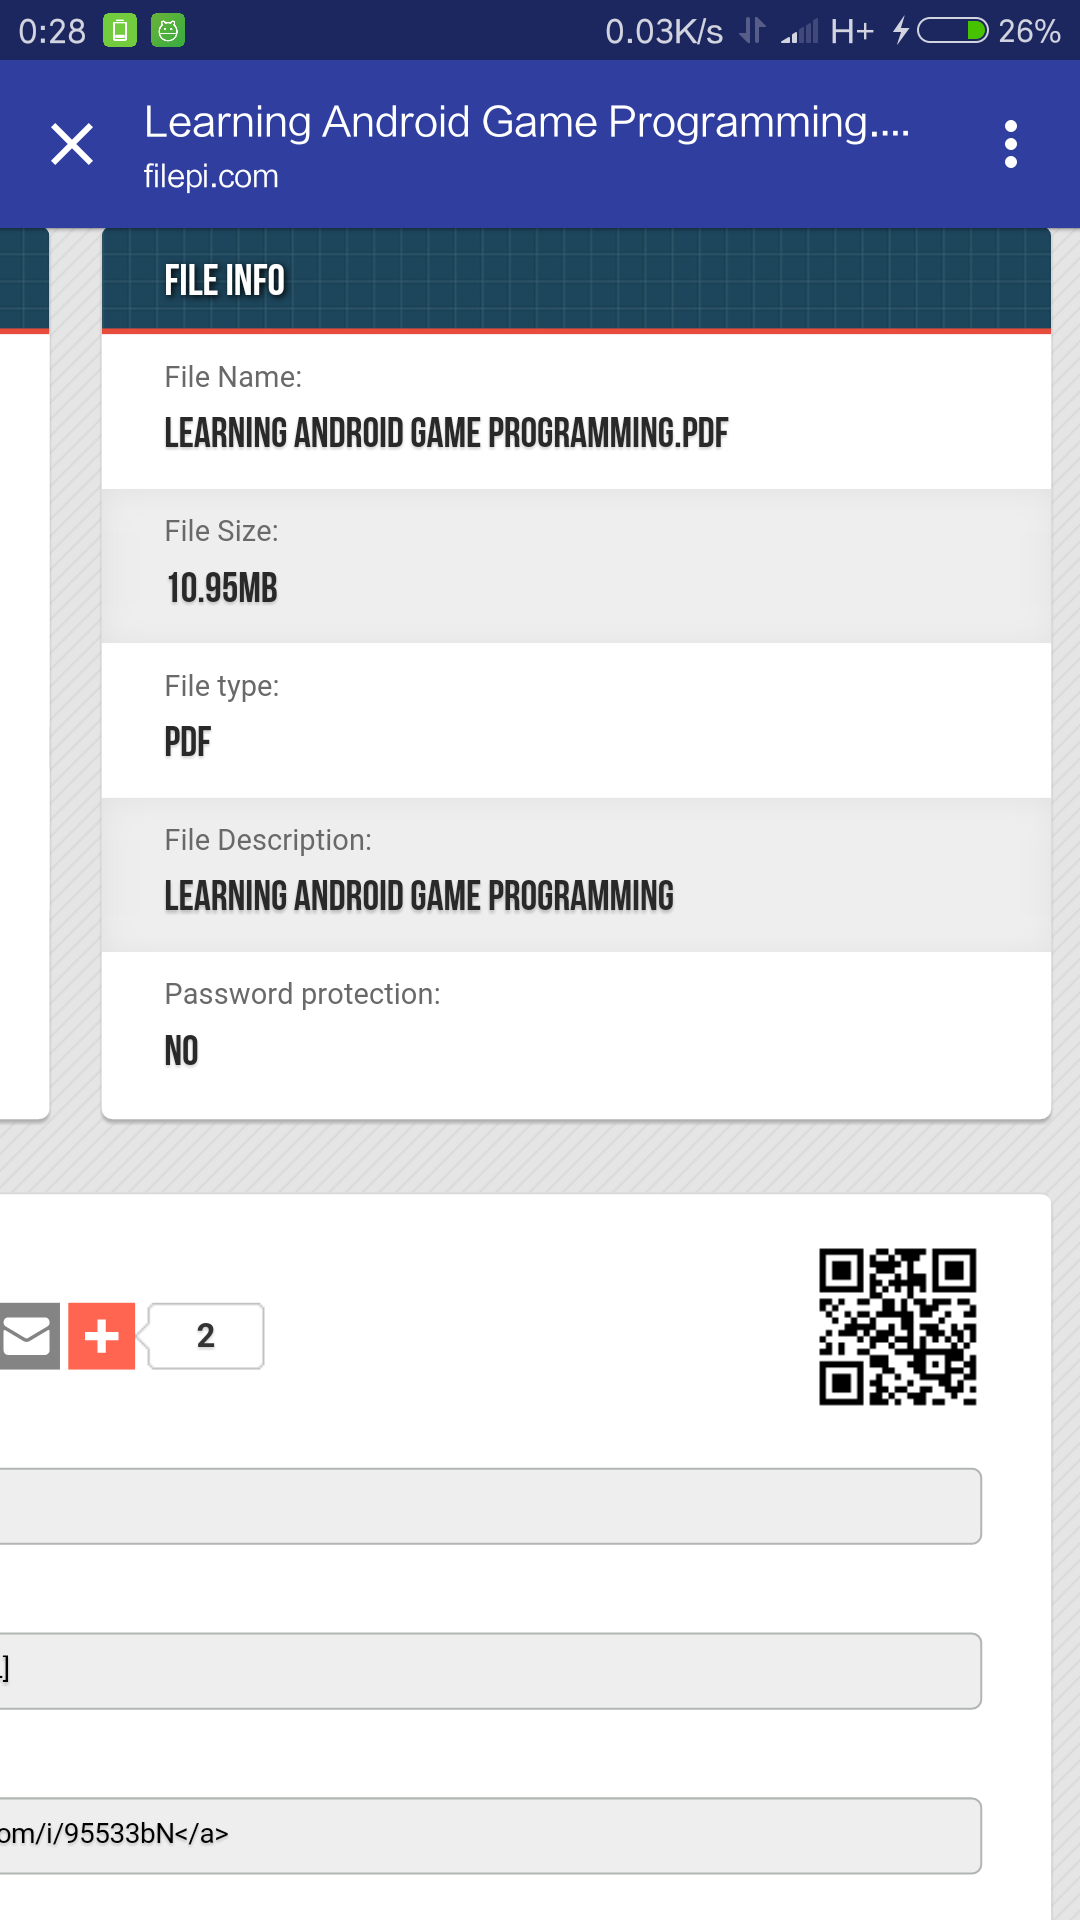 0:28 0.03K/s H+ 26%
Learning Android Game Programming....
filepi.com
FILE INFO
File Name:
LEARNING ANDROID GAME PROGRAMMING.PDF
File Size:
10.95MB
File type:
PDF
File Description:
LEARNING ANDROID GAME PROGRAMMING
Password protection:
NO
2
]
om/i/95533bN</a>